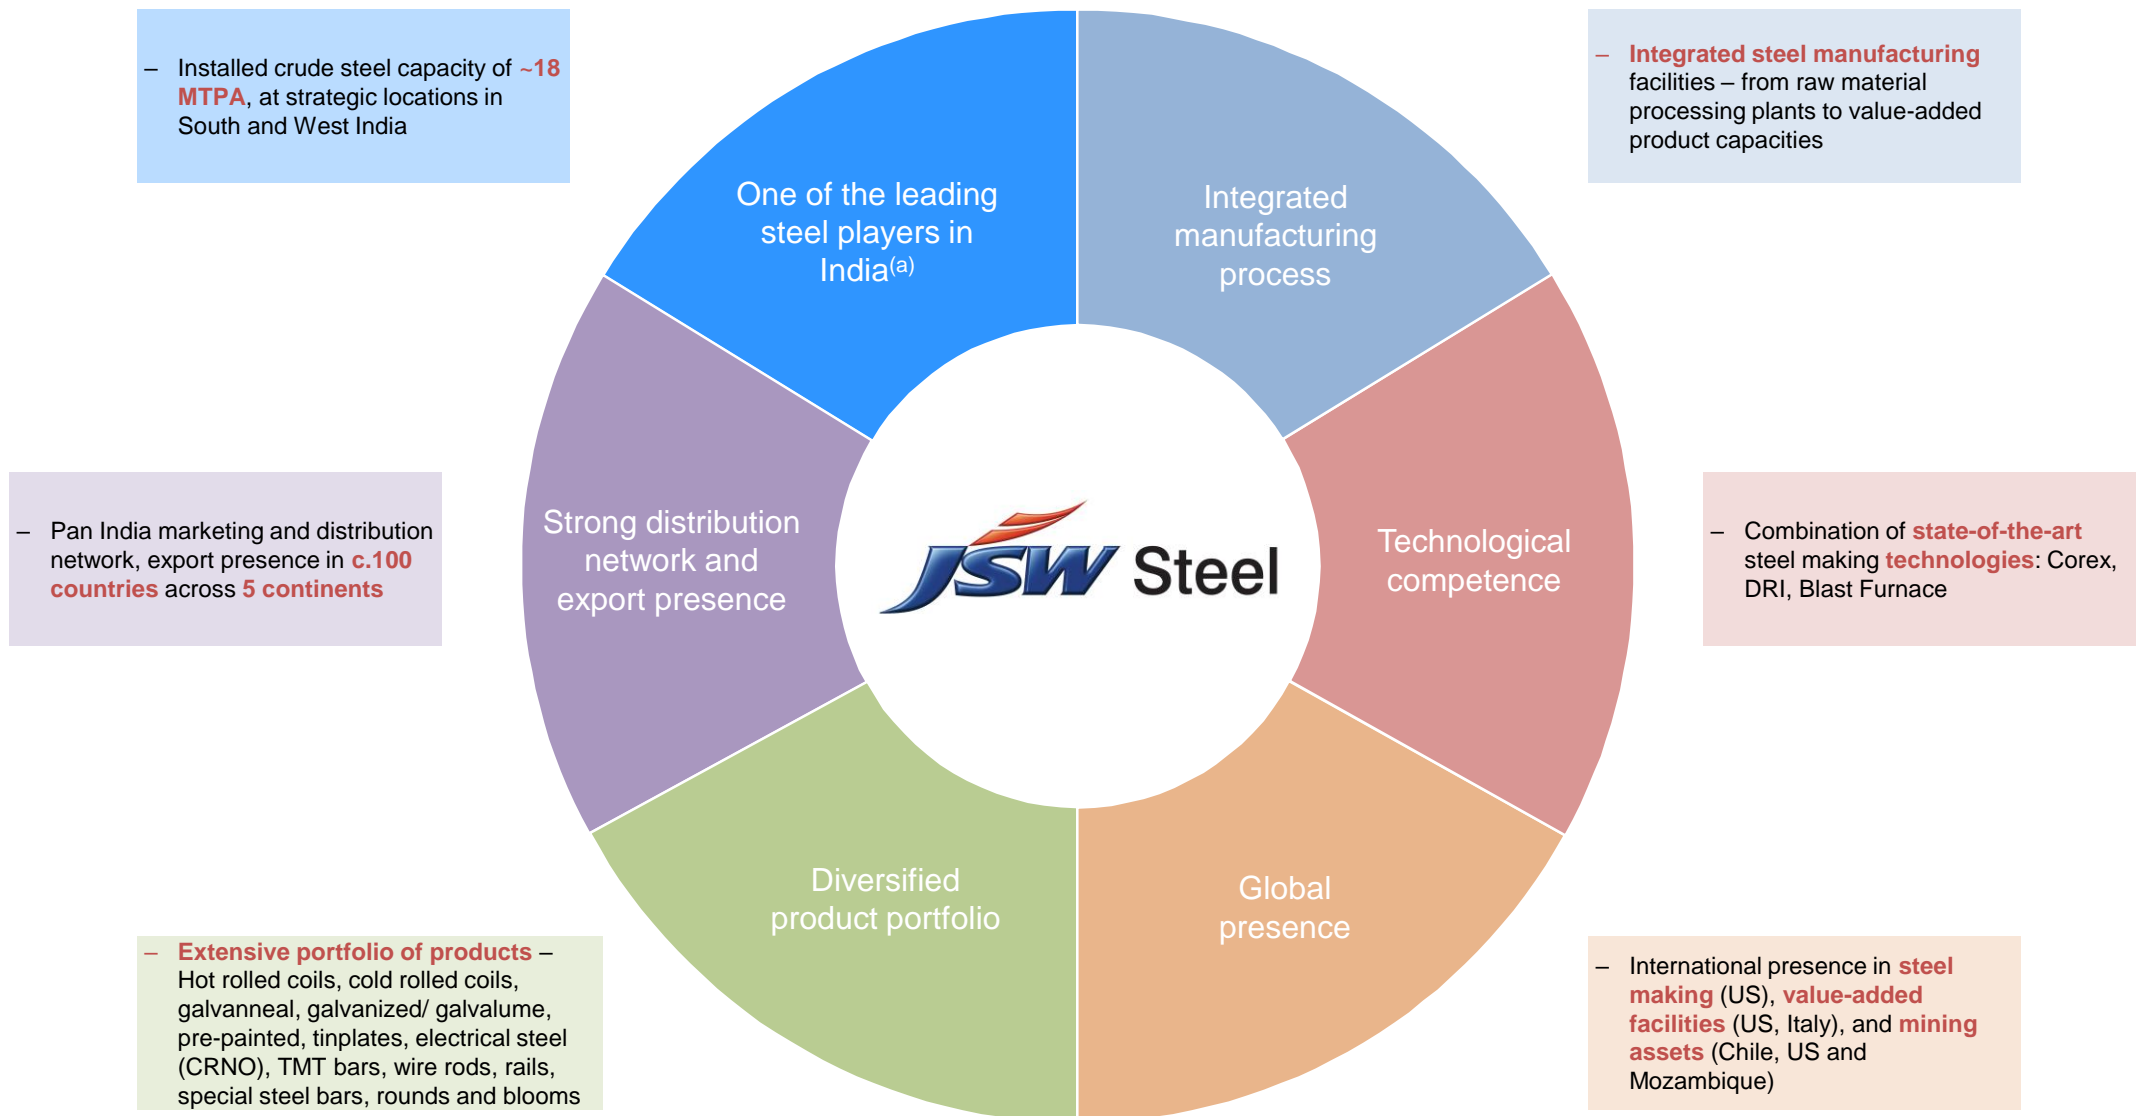 – Installed crude steel capacity of ~18
MTPA, at strategic locations in
South and West India
– Integrated steel manufacturing
facilities – from raw material
processing plants to value-added
product capacities
One of the leading
steel players in
India(a)
Integrated
manufacturing
process
– Pan India marketing and distribution
network, export presence in c.100
countries across 5 continents
Strong distribution
network and
export presence
JSW Steel
Technological
competence
– Combination of state-of-the-art
steel making technologies: Corex,
DRI, Blast Furnace
Diversified
product portfolio
Global
presence
– Extensive portfolio of products –
Hot rolled coils, cold rolled coils,
galvanneal, galvanized/ galvalume,
pre-painted, tinplates, electrical steel
(CRNO), TMT bars, wire rods, rails,
special steel bars, rounds and blooms
– International presence in steel
making (US), value-added
facilities (US, Italy), and mining
assets (Chile, US and
Mozambique)